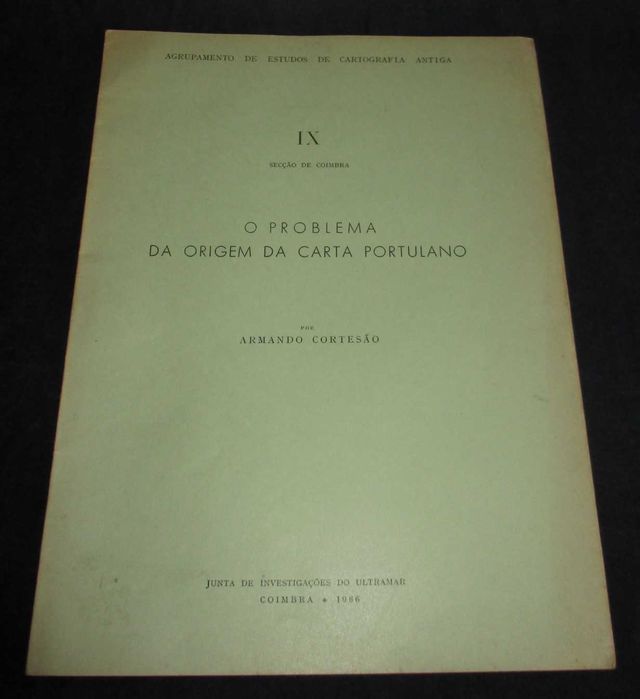 AGRUPAMENTO DE ESTUDOS DE CARTOGRAFIA ANTIGA
IX
SECÇÃO DE COIMBRA
O PROBLEMA
DA ORIGEM DA CARTA PORTULANO
POR
ARMANDO CORTESÃO
JUNTA DE INVESTIGAÇÕES DO ULTRAMAR
COIMBRA • 1966